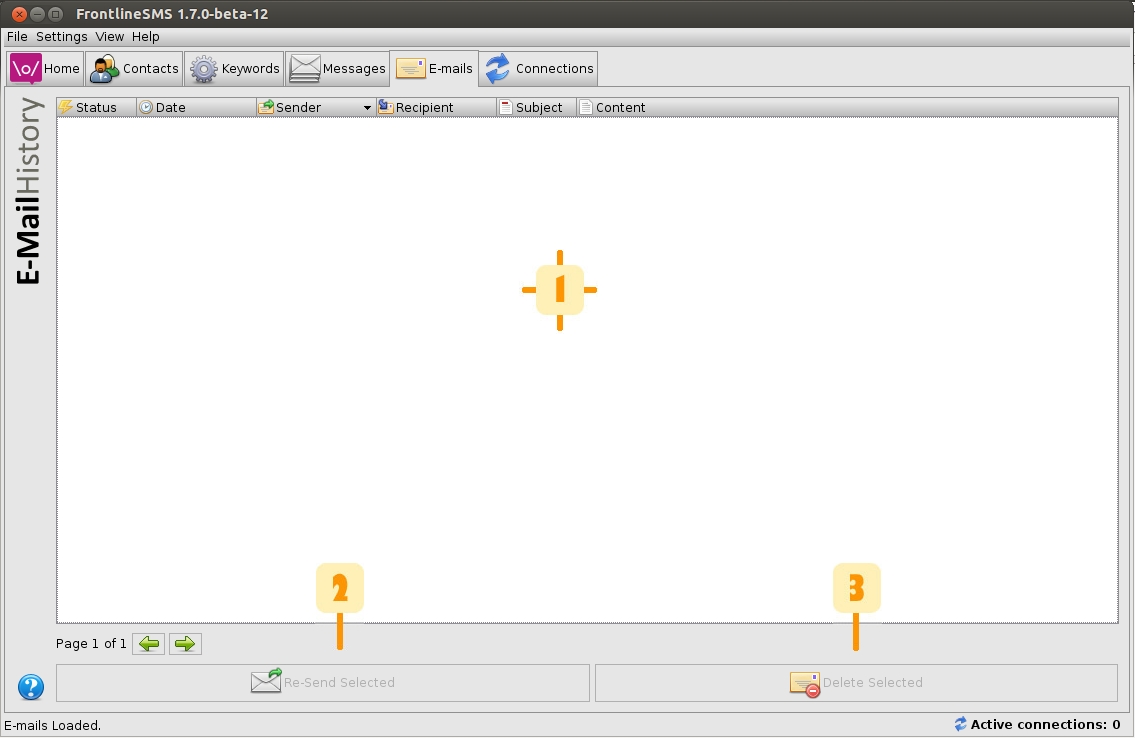 FrontlineSMS 1.7.0-beta-12
File Settings View Help
\o/ Home Contacts Keywords Messages E-mails Connections
Status Date Sender Recipient Subject Content
E-MailHistory
1
2 3
Page 1 of 1
Re-Send Selected Delete Selected
?
E-mails Loaded. Active connections: 0